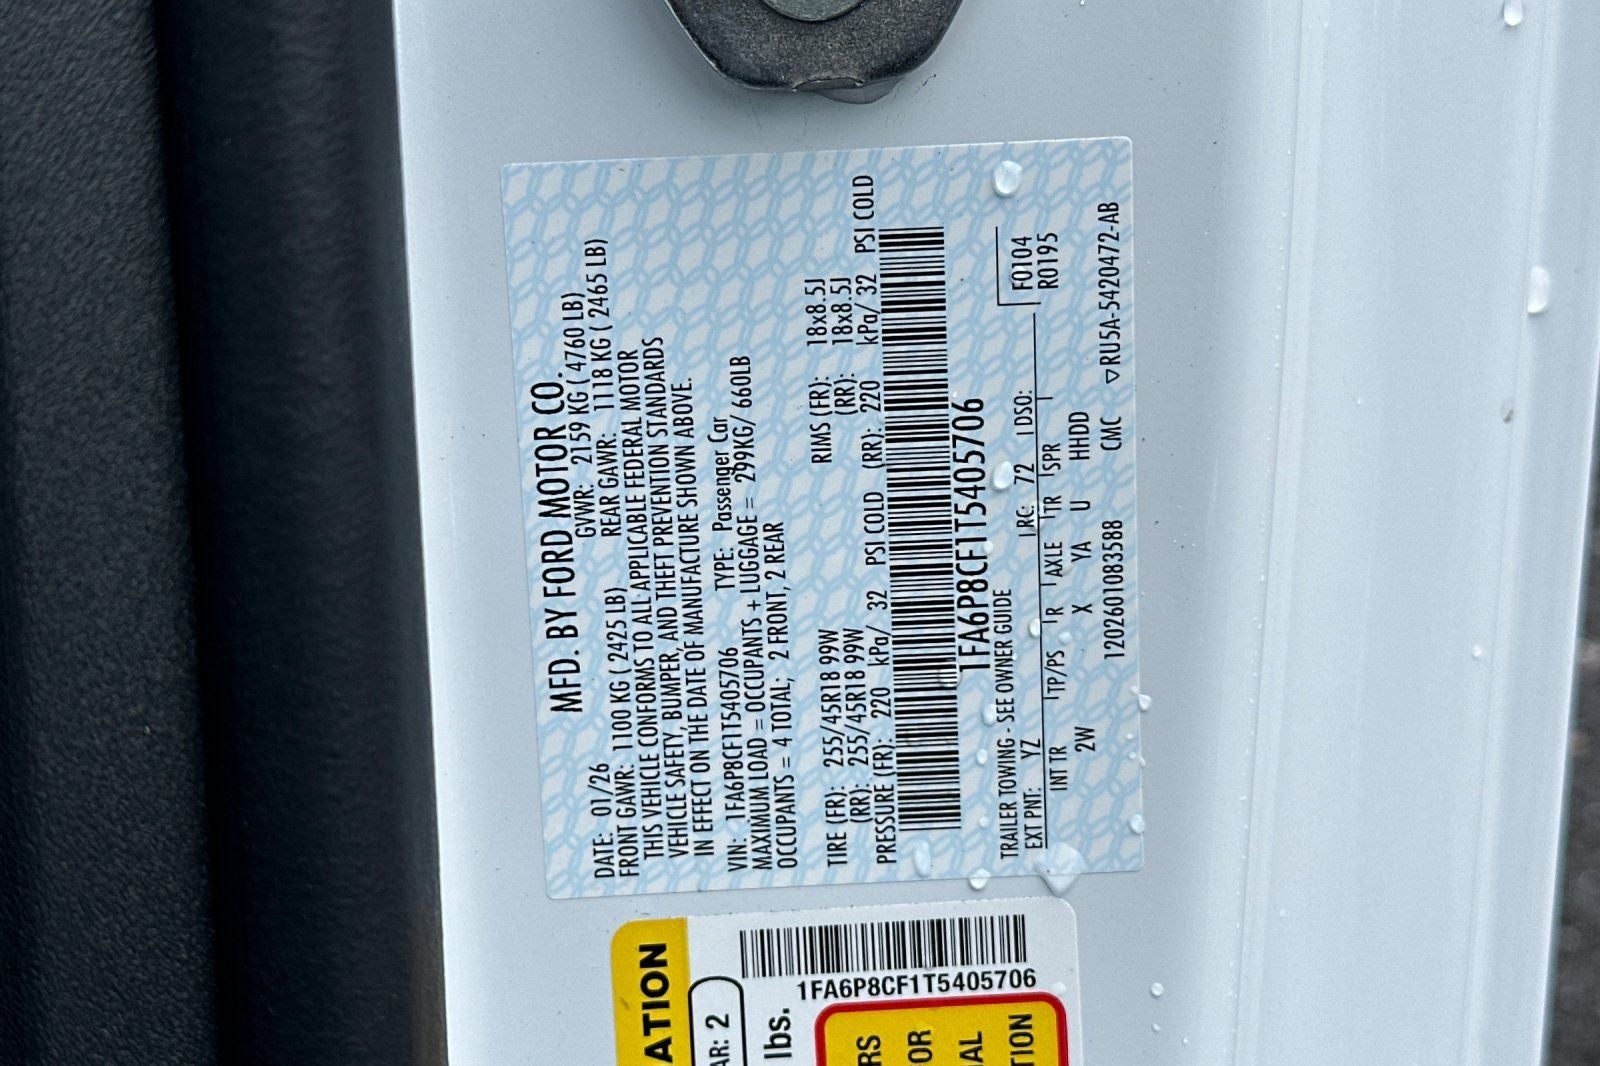 MFD. BY FORD MOTOR CO.
DATE: 01/26 GVWR: 2159 KG ( 4760 LB)
FRONT GAWR: 1100 KG ( 2425 LB) REAR GAWR: 1118 KG ( 2465 LB)
THIS VEHICLE CONFORMS TO ALL APPLICABLE FEDERAL MOTOR
VEHICLE SAFETY, BUMPER, AND THEFT PREVENTION STANDARDS
IN EFFECT ON THE DATE OF MANUFACTURE SHOWN ABOVE.
VIN: 1FA6P8CF1T5405706 TYPE: Passenger Car
MAXIMUM LOAD = OCCUPANTS + LUGGAGE = 299KG/ 660LB
OCCUPANTS = 4 TOTAL; 2 FRONT, 2 REAR
TIRE (FR): 255/45R18 99W RIMS (FR): 18x8.5J
(RR): 255/45R18 99W (RR): 18x8.5J
PRESSURE (FR): 220 kPa/ 32 PSI COLD (RR): 220 kPa/ 32 PSI COLD
1FA6P8CF1T5405706
F0104
R0195
TRAILER TOWING - SEE OWNER GUIDE
EXT PNT: YZ RC: 72 DSO:
INT TR TP/PS R AXLE TR SPR
2W X YA U HHDD
120260108358​8 CMC ▽RU5A-5420472-AB
1FA6P8CF1T5405706
ATION
AR: 2
lbs.
RS
OR
AL
TION